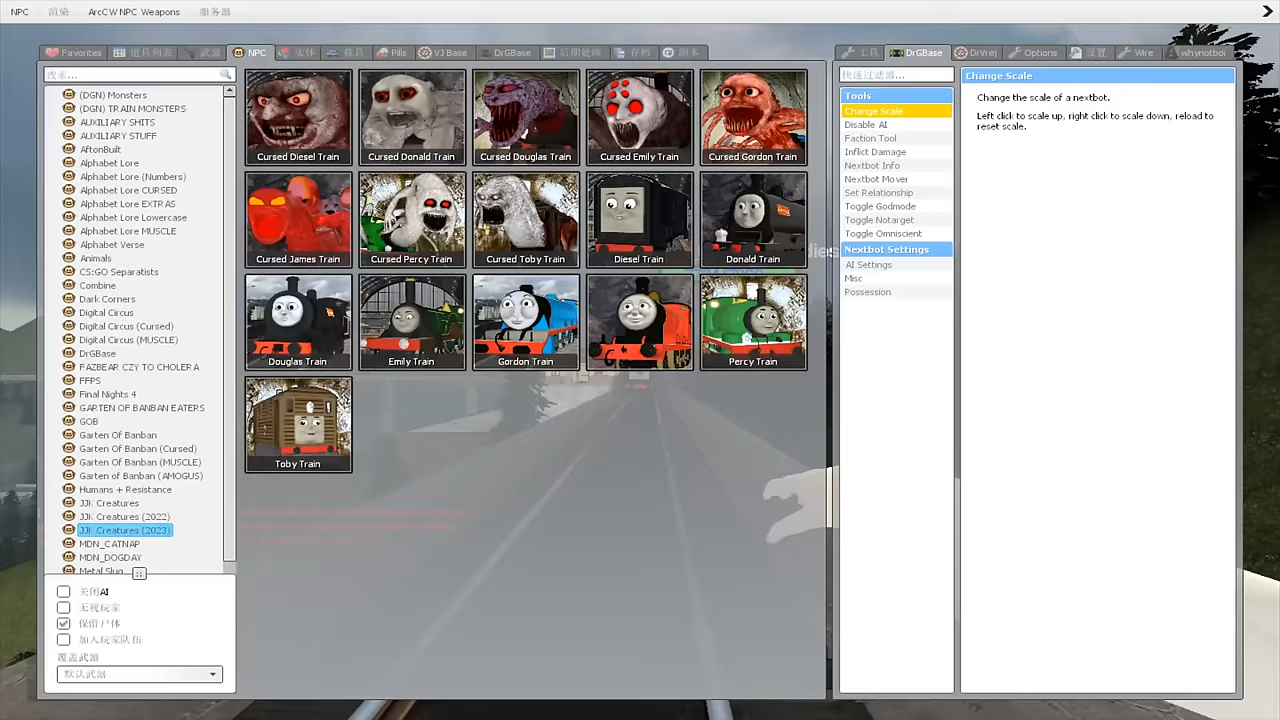 NPC
渲染
ArcCW NPC Weapons
服务器
Favorites
道具列表
武器
NPC
实体
载具
Pills
VJ Base
DrGBase
后期处理
存档
副本
工具
DrGBase
DrVrej
Options
设置
Wire
whynotboi
搜索...
(DGN) Monsters
(DGN) TRAIN MONSTERS
AUXILIARY SHITS
AUXILIARY STUFF
AftonBuilt
Alphabet Lore
Alphabet Lore (Numbers)
Alphabet Lore CURSED
Alphabet Lore EXTRAS
Alphabet Lore Lowercase
Alphabet Lore MUSCLE
Alphabet Verse
Animals
CS:GO Separatists
Combine
Dark Corners
Digital Circus
Digital Circus (Cursed)
Digital Circus (MUSCLE)
DrGBase
FAZBEAR CZY TO CHOLERA
FFPS
Final Nights 4
GARTEN OF BANBAN EATERS
GOB
Garten Of Banban
Garten Of Banban (Cursed)
Garten Of Banban (MUSCLE)
Garten of Banban (AMOGUS)
Humans + Resistance
JJK Creatures
JJK Creatures (2022)
JJK Creatures (2023)
MDN_CATNAP
MDN_DOGDAY
Metal Slug
关闭AI
无视玩家
保留尸体
加入玩家队伍
覆盖武器
默认武器
Cursed Diesel Train
Cursed Donald Train
Cursed Douglas Train
Cursed Emily Train
Cursed Gordon Train
Cursed James Train
Cursed Percy Train
Cursed Toby Train
Diesel Train
Donald Train
Douglas Train
Emily Train
Gordon Train
Percy Train
Toby Train
快速过滤器...
Tools
Change Scale
Disable AI
Faction Tool
Inflict Damage
Nextbot Info
Nextbot Mover
Set Relationship
Toggle Godmode
Toggle Notarget
Toggle Omniscient
Nextbot Settings
AI Settings
Misc
Possession
Change Scale
Change the scale of a nextbot.
Left click to scale up, right click to scale down, reload to
reset scale.